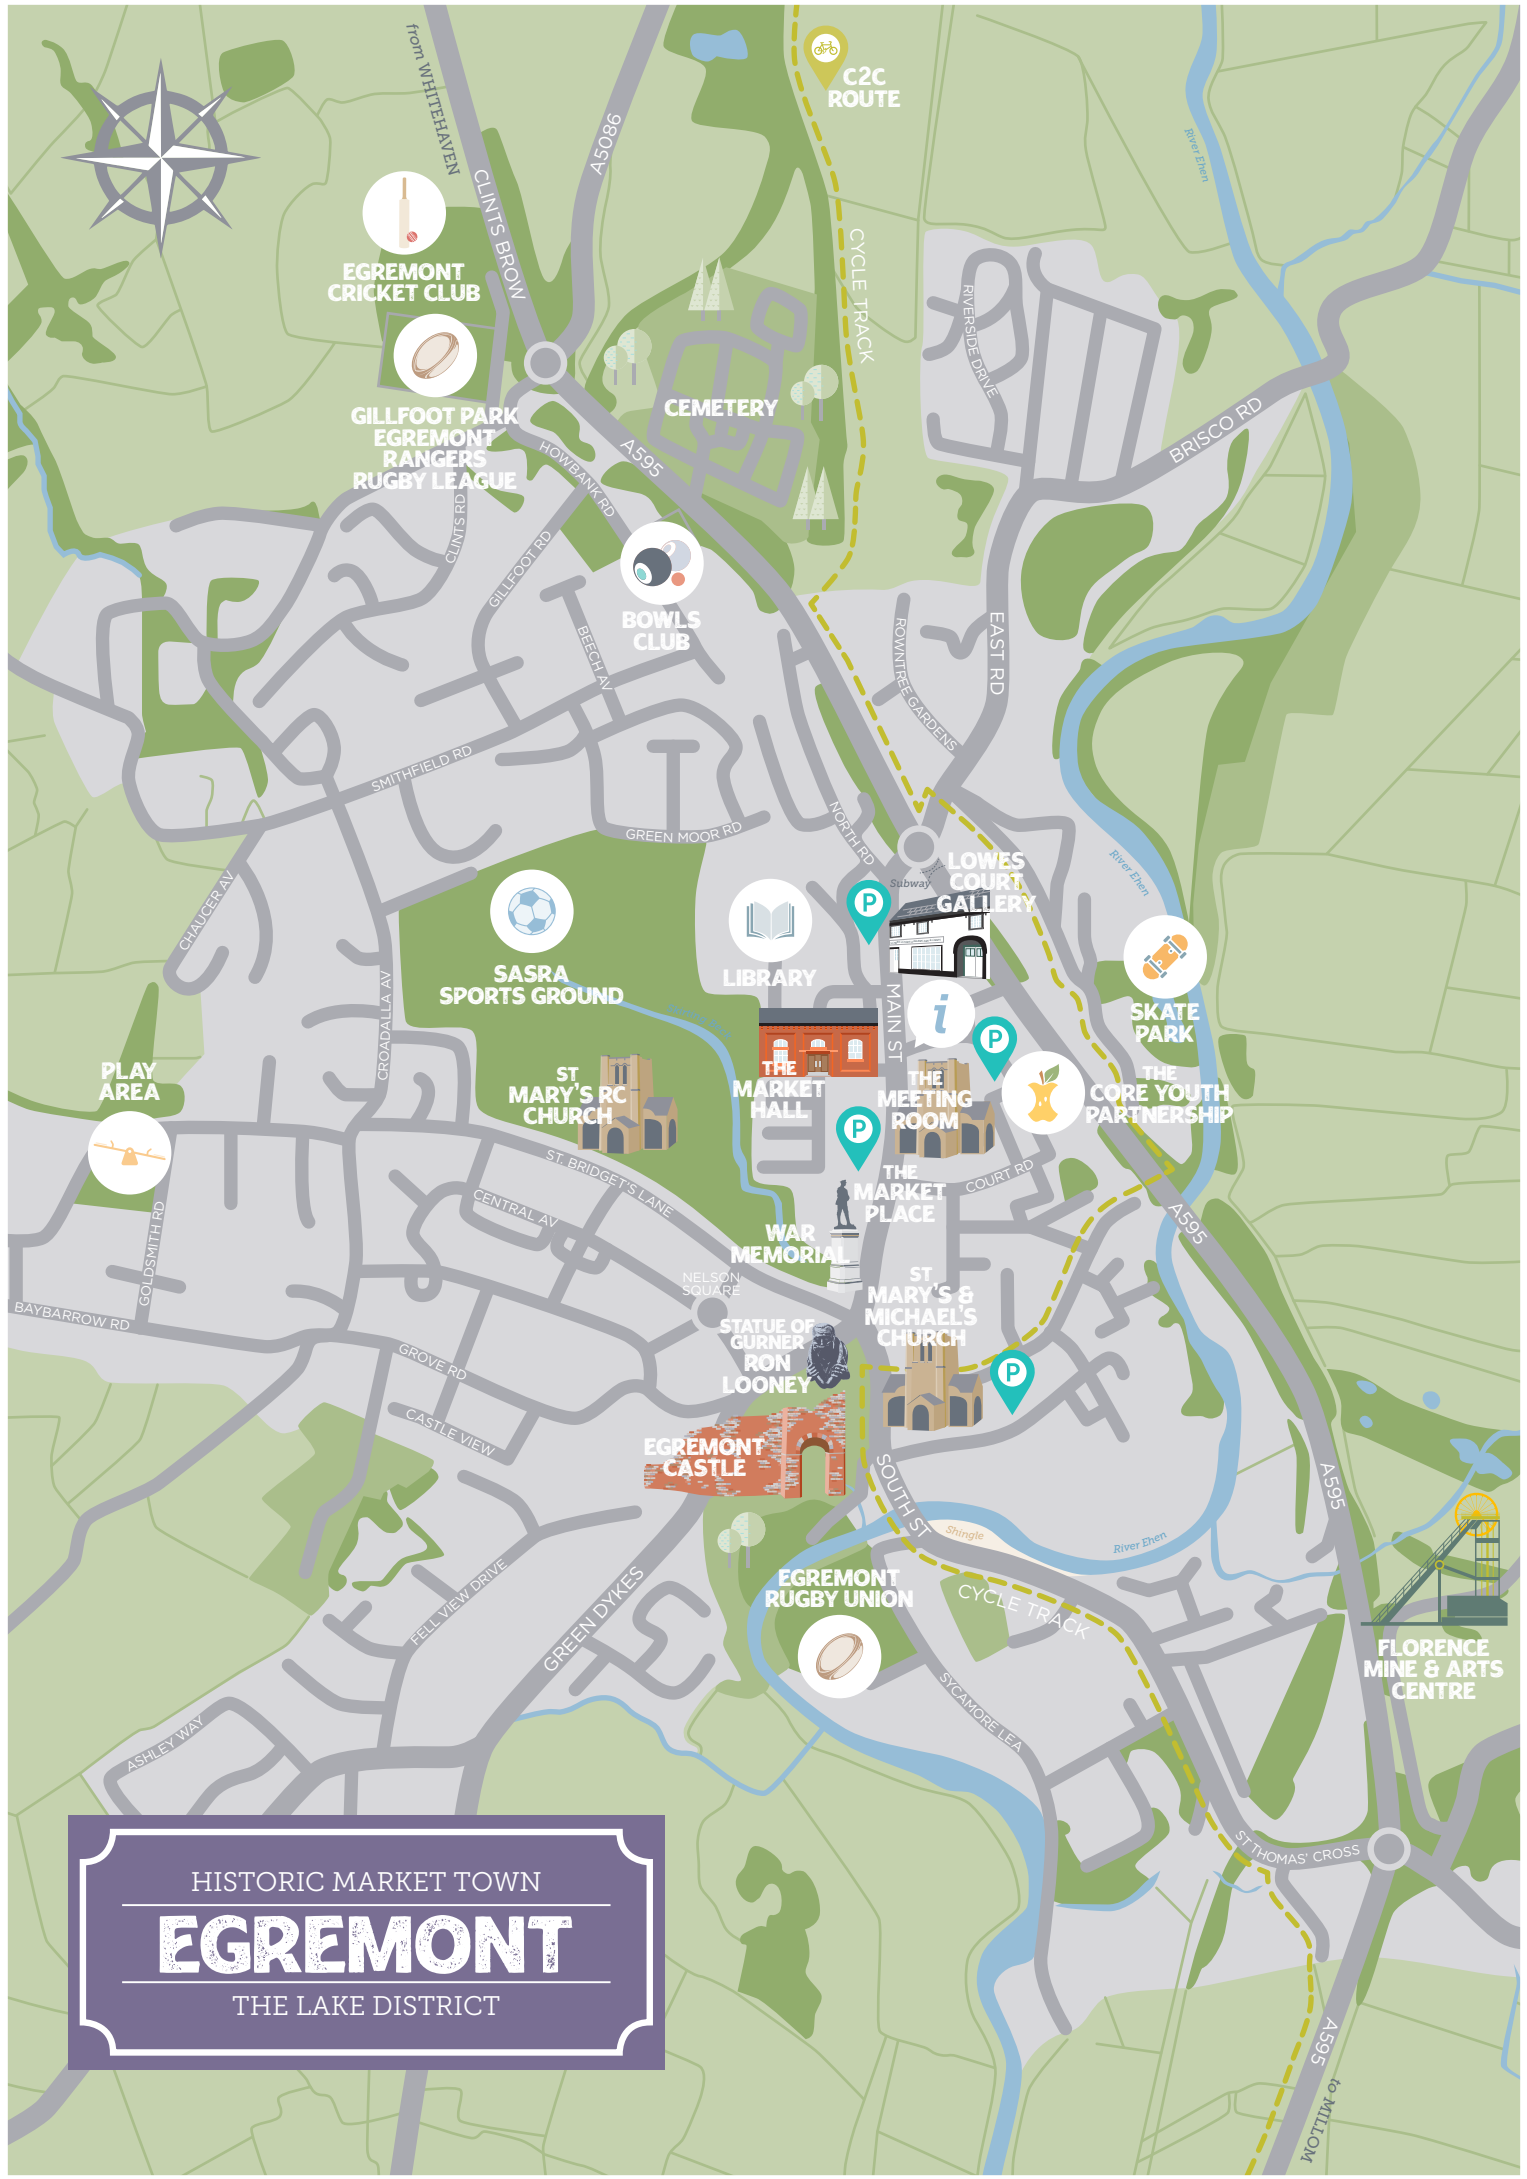 from WHITEHAVEN
CLINTS BROW
A5086
C2C
ROUTE
River Ehen
CYCLE TRACK
EGREMONT
CRICKET CLUB
GILLFOOT PARK
EGREMONT
RANGERS
RUGBY LEAGUE
CEMETERY
RIVERSIDE DRIVE
BRISCO RD
A595
HOWBANK RD
CLINTS RD
GILLFOOT RD
BOWLS
CLUB
BEECH AV
ROWNTREE GARDENS
EAST RD
SMITHFIELD RD
GREEN MOOR RD
NORTH RD
CHAUCER AV
Subway
LOWES
COURT
GALLERY
River Ehen
P
SASRA
SPORTS GROUND
LIBRARY
SKATE
PARK
CROADALLA AV
MAIN ST
i
P
PLAY
AREA
ST
MARY'S RC
CHURCH
THE
MARKET
HALL
THE
MEETING
ROOM
THE
CORE YOUTH
PARTNERSHIP
P
ST. BRIDGET'S LANE
CENTRAL AV
COURT RD
THE
MARKET
PLACE
WAR
MEMORIAL
A595
GOLDSMITH RD
BAYBARROW RD
NELSON
SQUARE
ST
MARY'S &
MICHAEL'S
CHURCH
STATUE OF
GURNER
RON
LOONEY
P
GROVE RD
CASTLE VIEW
EGREMONT
CASTLE
SOUTH ST
A595
Shingle
River Ehen
EGREMONT
RUGBY UNION
CYCLE TRACK
FELL VIEW DRIVE
GREEN DYKES
FLORENCE
MINE & ARTS
CENTRE
SYCAMORE LEA
ASHLEY WAY
ST THOMAS' CROSS
HISTORIC MARKET TOWN
EGREMONT
THE LAKE DISTRICT
A595
to MILLOM